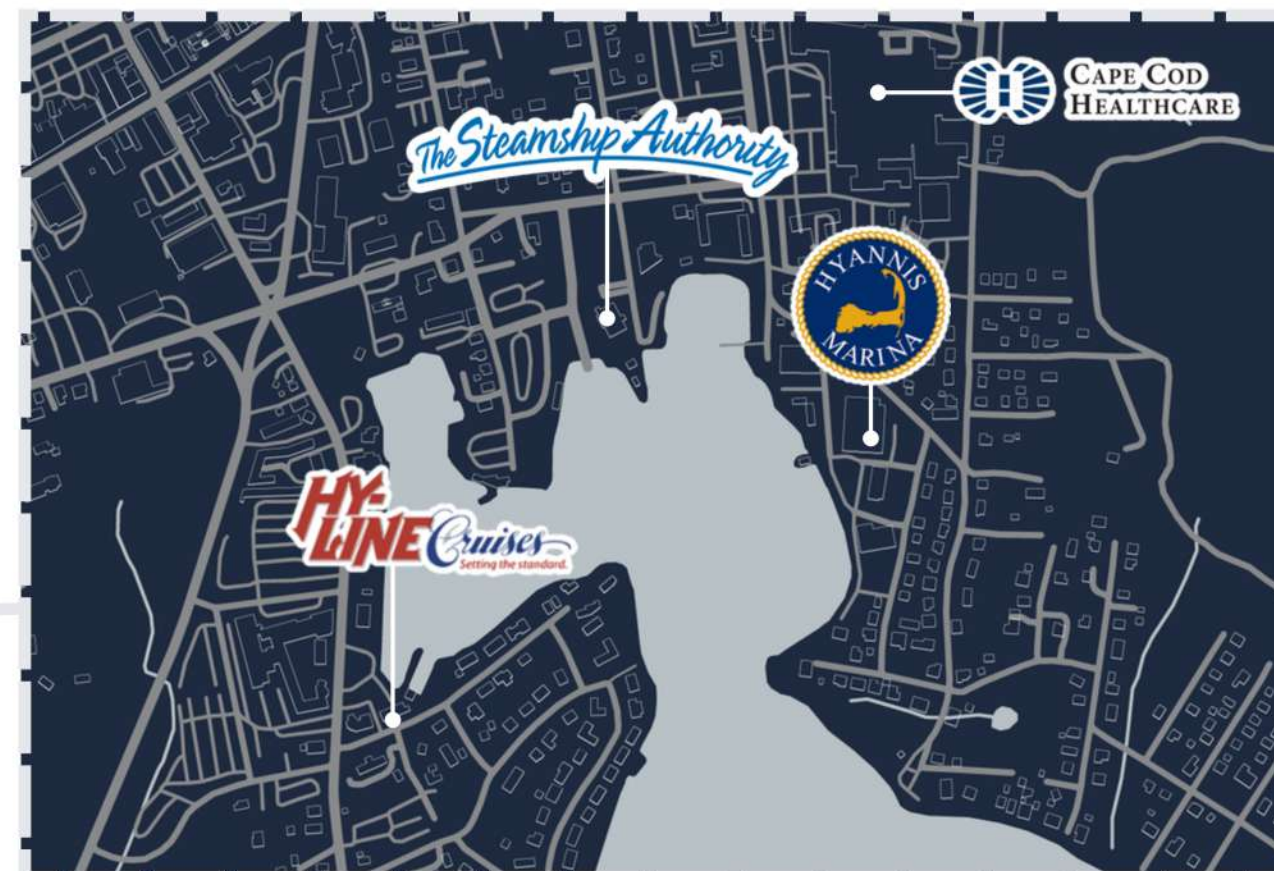 CAPE COD
HEALTHCARE
The Steamship Authority
HYANNIS
MARINA
HY-
LINE Cruises
Setting the standard.